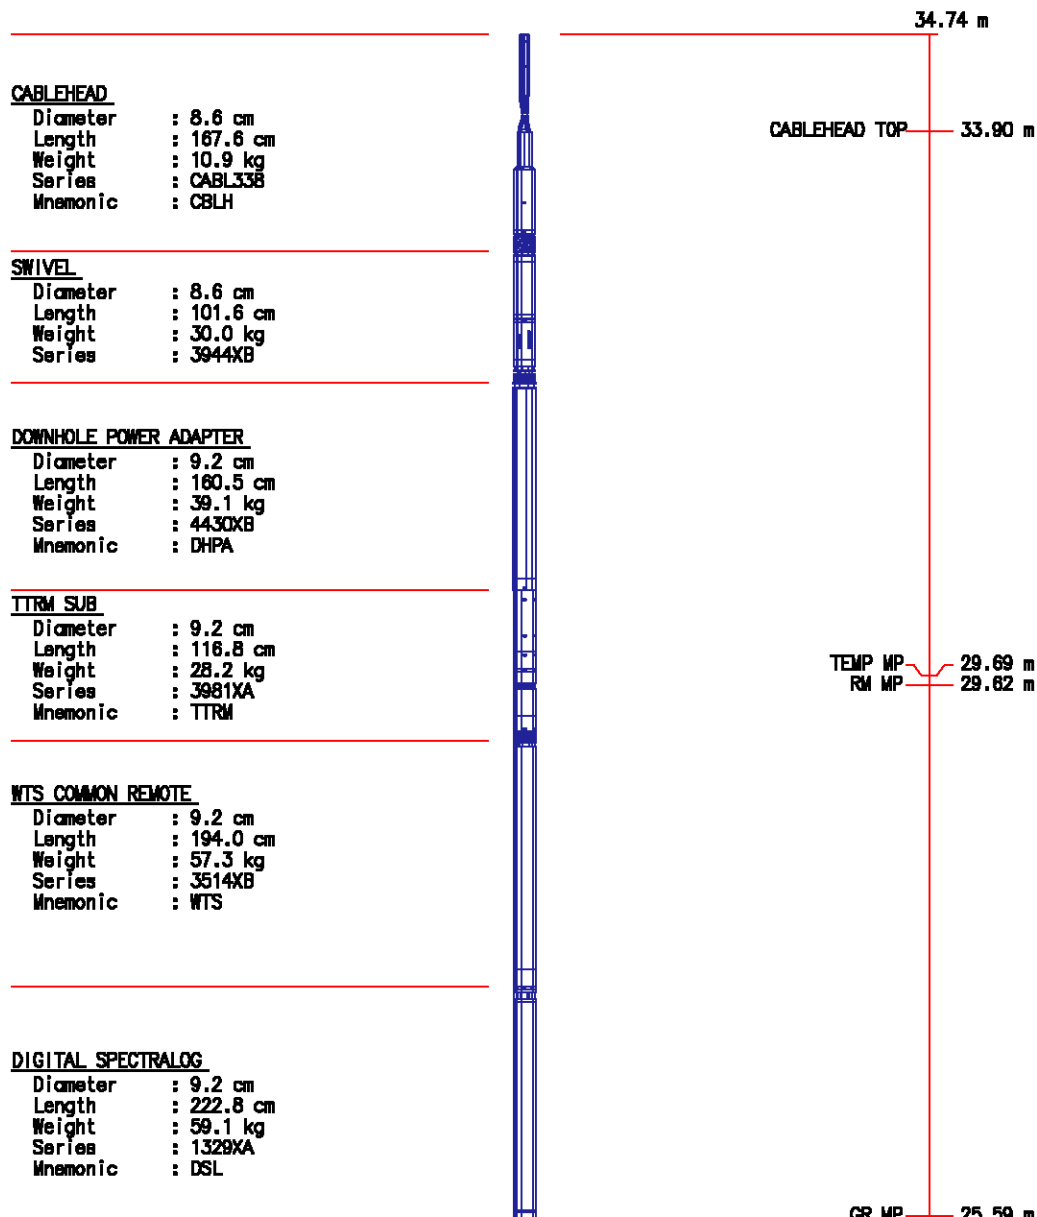 34.74 m
CABLEHEAD
Diameter : 8.6 cm
Length : 167.6 cm
Weight : 10.9 kg
Series : CABL338
Mnemonic : CBLH
CABLEHEAD TOP 33.90 m
SWIVEL
Diameter : 8.6 cm
Length : 101.6 cm
Weight : 30.0 kg
Series : 3944XB
DOWNHOLE POWER ADAPTER
Diameter : 9.2 cm
Length : 160.5 cm
Weight : 39.1 kg
Series : 4430XB
Mnemonic : DHPA
TTRM SUB
Diameter : 9.2 cm
Length : 116.8 cm
Weight : 28.2 kg
Series : 3981XA
Mnemonic : TTRM
TEMP MP 29.69 m
RM MP 29.62 m
WTS COMMON REMOTE
Diameter : 9.2 cm
Length : 194.0 cm
Weight : 57.3 kg
Series : 3514XB
Mnemonic : WTS
DIGITAL SPECTRALOG
Diameter : 9.2 cm
Length : 222.8 cm
Weight : 59.1 kg
Series : 1329XA
Mnemonic : DSL
GR MP 25.59 m